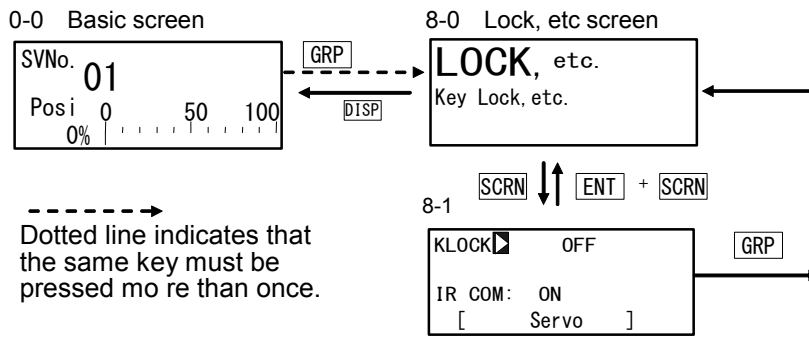 0-0 Basic screen
SVNo. 01
Posi 0 50 100
0%
GRP
DISP
8-0 Lock, etc screen
LOCK, etc.
Key Lock, etc.
SCRN
ENT + SCRN
Dotted line indicates that
the same key must be
pressed mo re than once.
8-1
KLOCK OFF
IR COM: ON
[ Servo ]
GRP